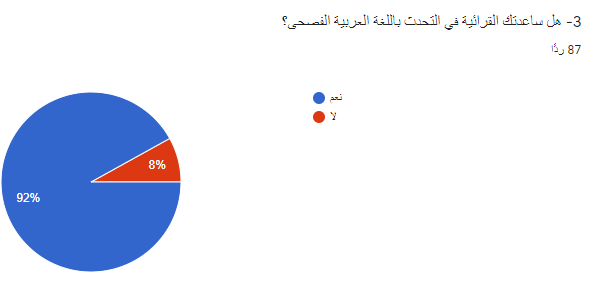 3- هل ساعدتك القرائية في التحدث باللغة العربية الفصحى؟
87 ردًا
نعم
لا
8%
92%